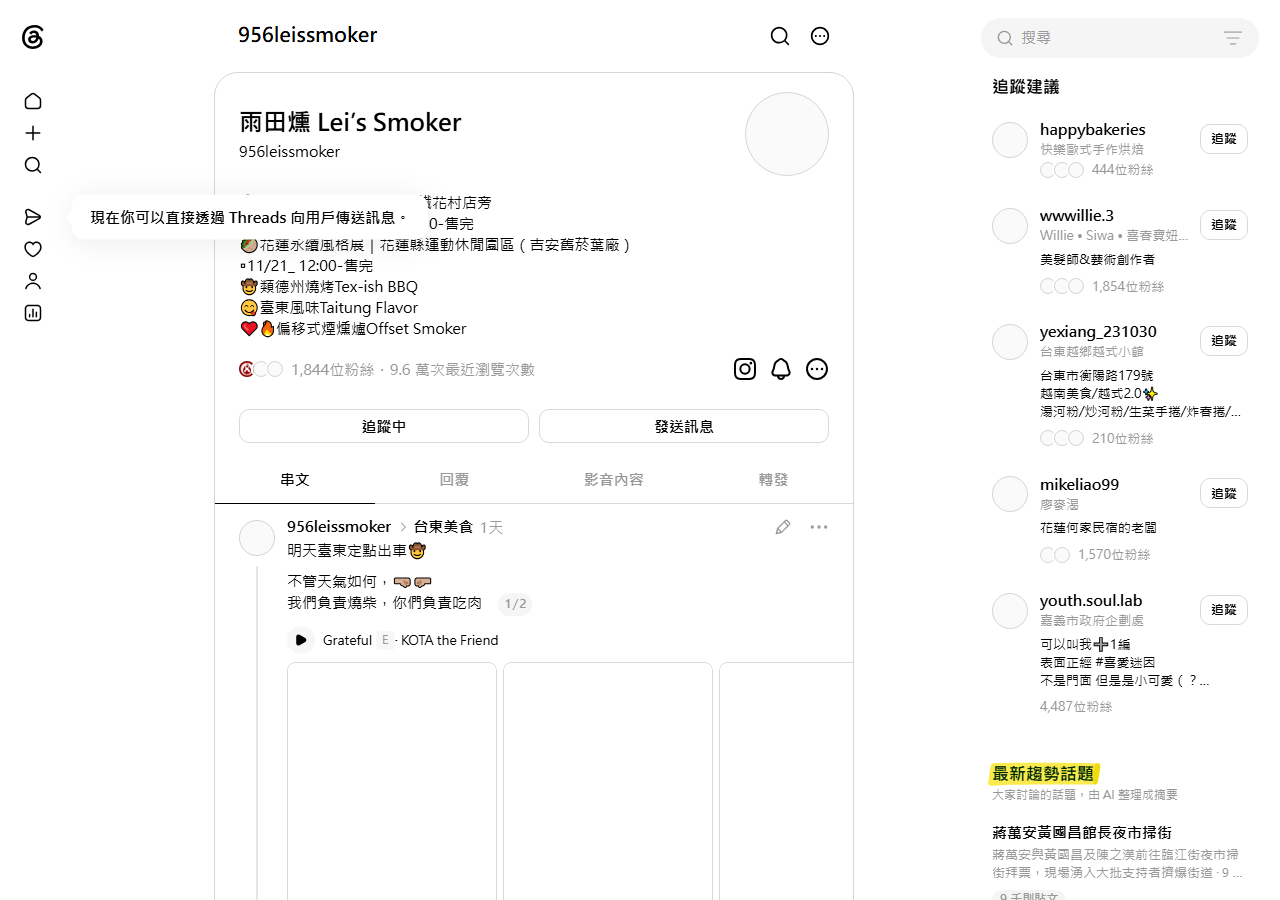 956leissmoker
雨田燻 Lei's Smoker
956leissmoker
鐵花村店旁
現在你可以直接透過 Threads 向用戶傳送訊息。
0-售完
🥙花蓮永續風格展｜花蓮縣運動休閒園區（吉安舊菸葉廠）
▫️11/21_ 12:00-售完
🤠類德州燒烤Tex-ish BBQ
😋臺東風味Taitung Flavor
❤️🔥偏移式煙燻爐Offset Smoker
1,844位粉絲 · 9.6 萬次最近瀏覽次數
追蹤中
發送訊息
串文
回覆
影音內容
轉發
956leissmoker > 台東美食 1天
明天臺東定點出車🤠
不管天氣如何，🤜🏽🤛🏽
我們負責燒柴，你們負責吃肉 1/2
Grateful E · KOTA the Friend
搜尋
追蹤建議
happybakeries
追蹤
快樂歐式手作烘焙
444位粉絲
wwwillie.3
追蹤
Willie • Siwa • 喜春寶妞...
美髮師&藝術創作者
1,854位粉絲
yexiang_231030
追蹤
台東越鄉越式小館
台東市衡陽路179號
越南美食/越式2.0✨
湯河粉/炒河粉/生菜手捲/炸春捲/...
210位粉絲
mikeliao99
追蹤
廖麥渴
花蓮何家民宿的老闆
1,570位粉絲
youth.soul.lab
追蹤
嘉義市政府企劃處
可以叫我➕1編
表面正經 #喜愛迷因
不是門面 但是是小可愛（？...
4,487位粉絲
最新趨勢話題
大家討論的話題，由 AI 整理成摘要
蔣萬安黃國昌館長夜市掃街
蔣萬安與黃國昌及陳之漢前往臨江街夜市掃
街拜票，現場湧入大批支持者擠爆街道 · 9 ...
9 千則貼文